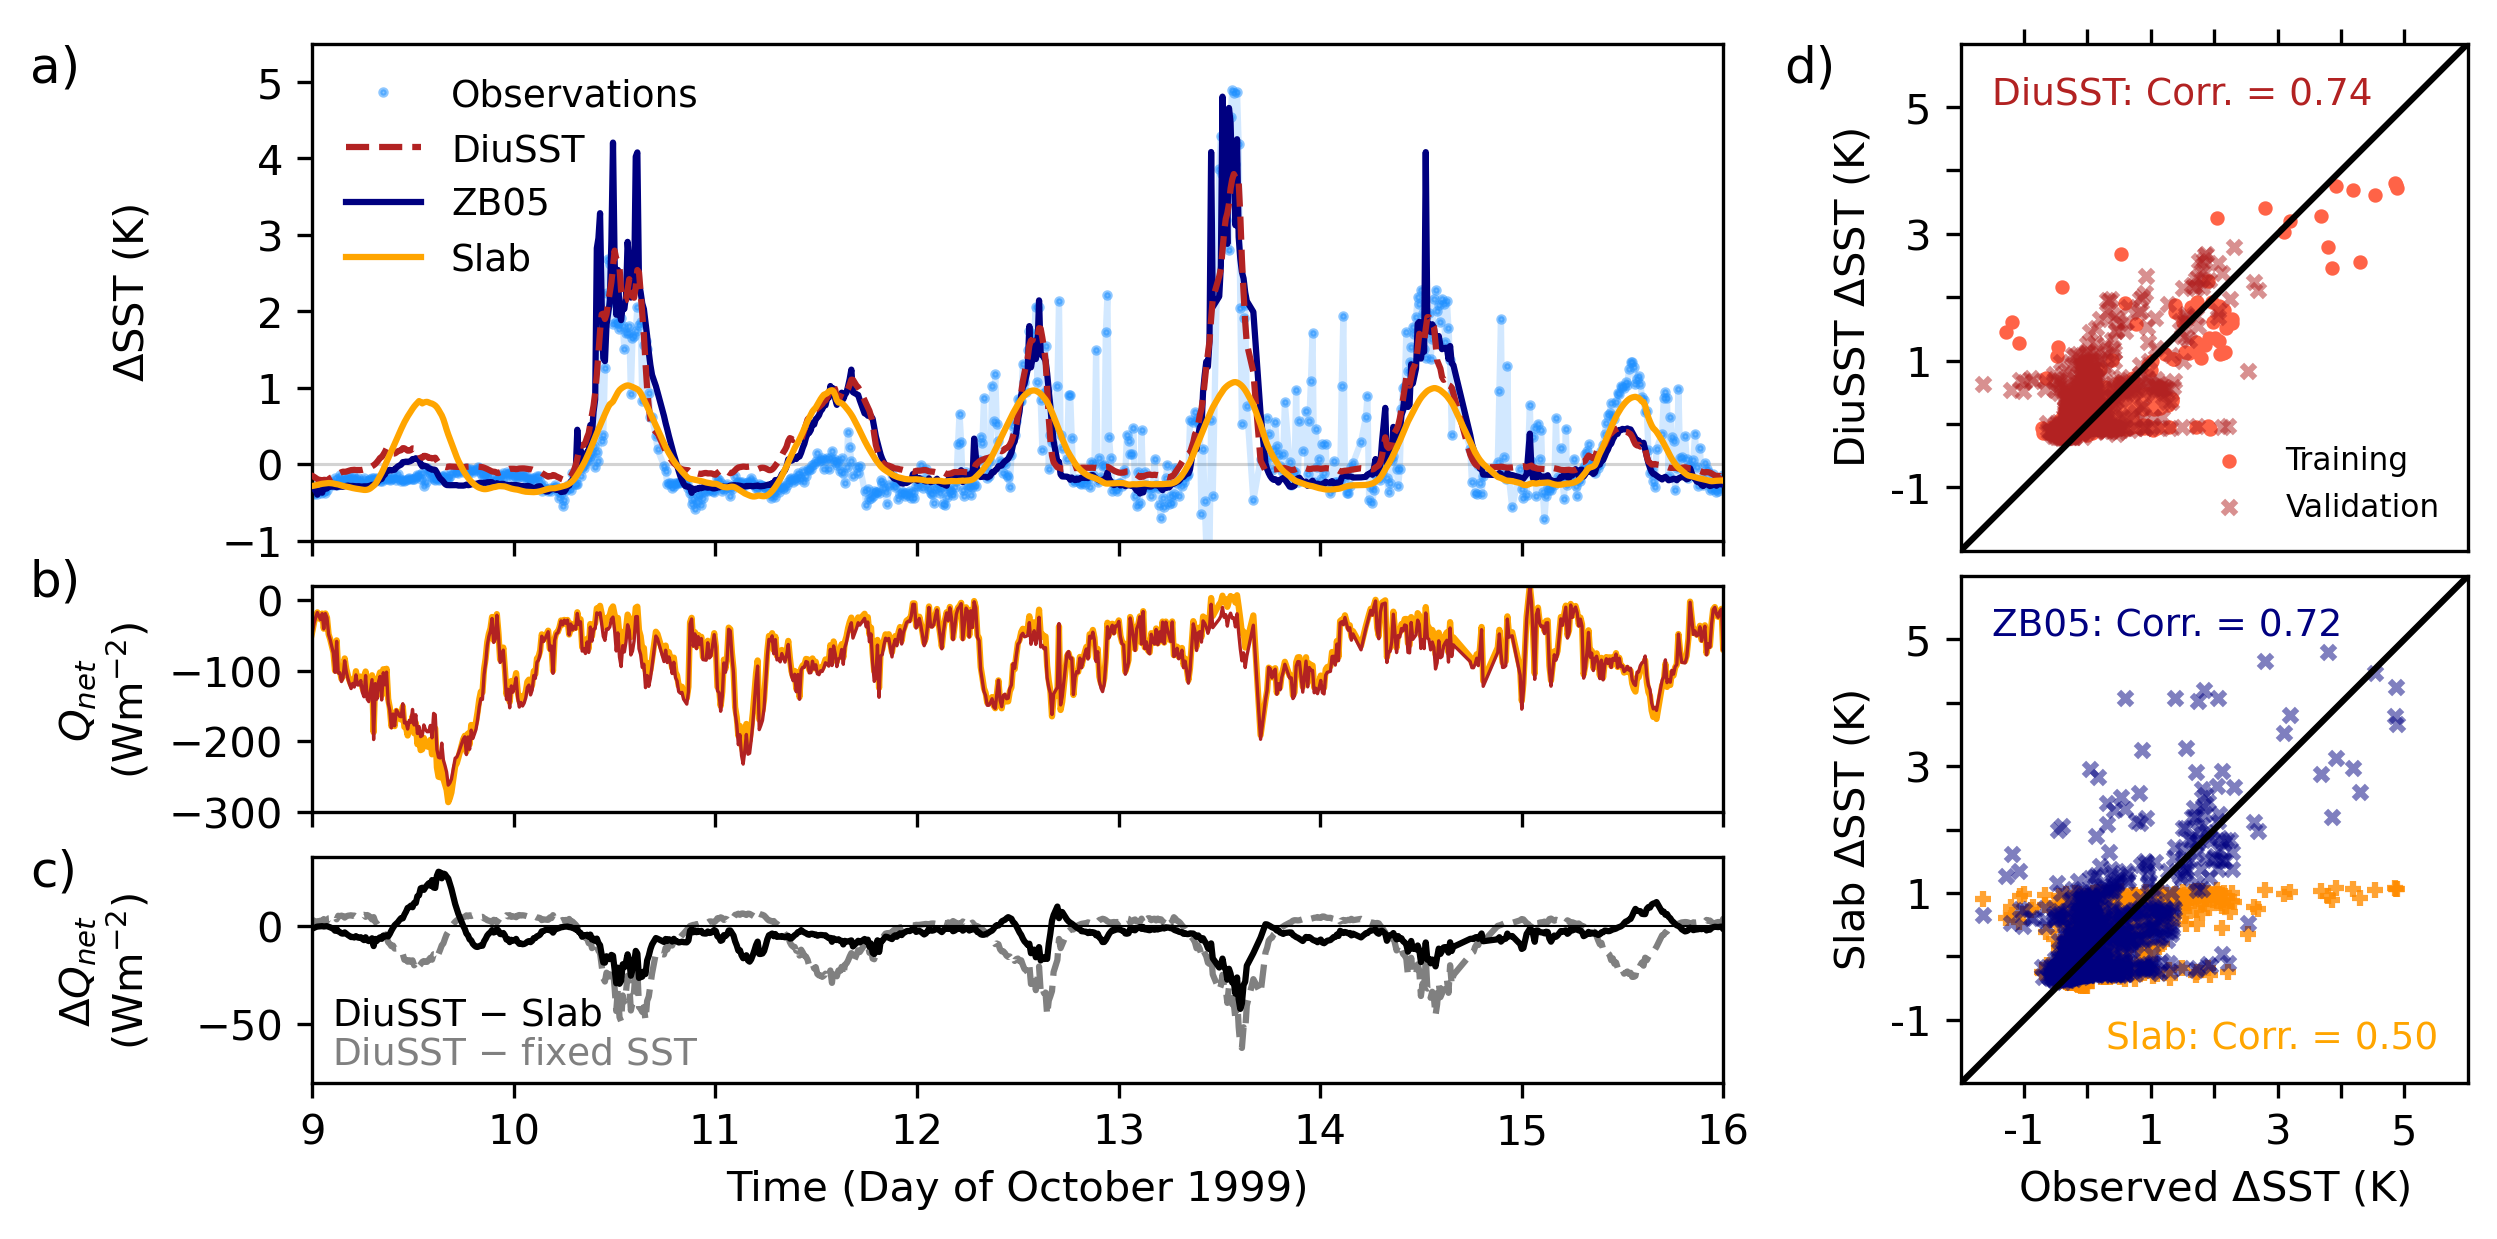 a)
ΔSST (K)
5
4
3
2
1
0
−1
Observations
DiuSST
ZB05
Slab
b)
Qnet
(Wm−2)
0
−100
−200
−300
c)
ΔQnet
(Wm−2)
0
−50
DiuSST − Slab
DiuSST − fixed SST
9 10 11 12 13 14 15 16
Time (Day of October 1999)
d)
DiuSST ΔSST (K)
5
3
1
-1
DiuSST: Corr. = 0.74
Training
Validation
Slab ΔSST (K)
5
3
1
-1
ZB05: Corr. = 0.72
Slab: Corr. = 0.50
-1 1 3 5
Observed ΔSST (K)